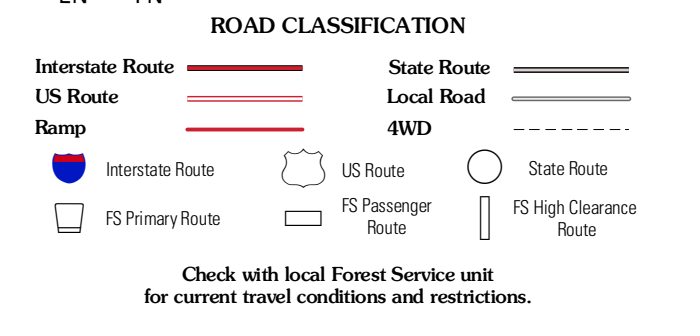 ROAD CLASSIFICATION
Interstate Route
State Route
US Route
Local Road
Ramp
4WD
Interstate Route
US Route
State Route
FS Primary Route
FS Passenger
Route
FS High Clearance
Route
Check with local Forest Service unit
for current travel conditions and restrictions.